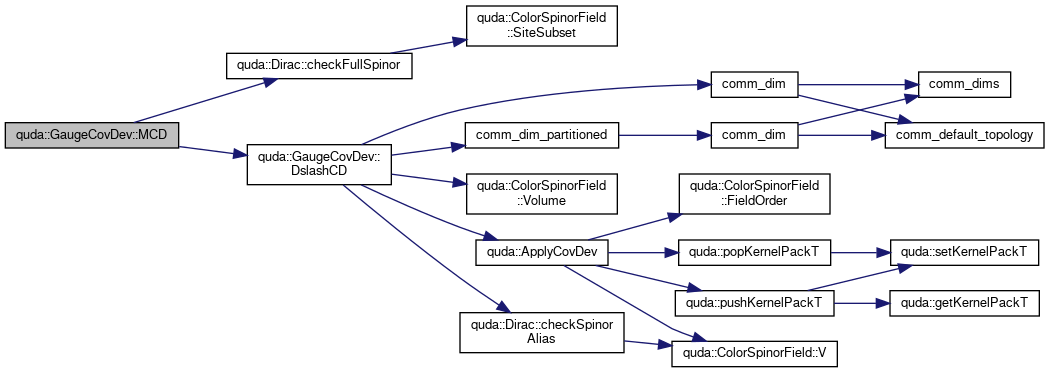 quda::ColorSpinorField
::SiteSubset
quda::Dirac::checkFullSpinor
comm_dim
comm_dims
quda::GaugeCovDev::MCD
comm_dim_partitioned
comm_dim
comm_default_topology
quda::GaugeCovDev::
DslashCD
quda::ColorSpinorField
::Volume
quda::ColorSpinorField
::FieldOrder
quda::ApplyCovDev
quda::popKernelPackT
quda::setKernelPackT
quda::pushKernelPackT
quda::getKernelPackT
quda::Dirac::checkSpinor
Alias
quda::ColorSpinorField::V